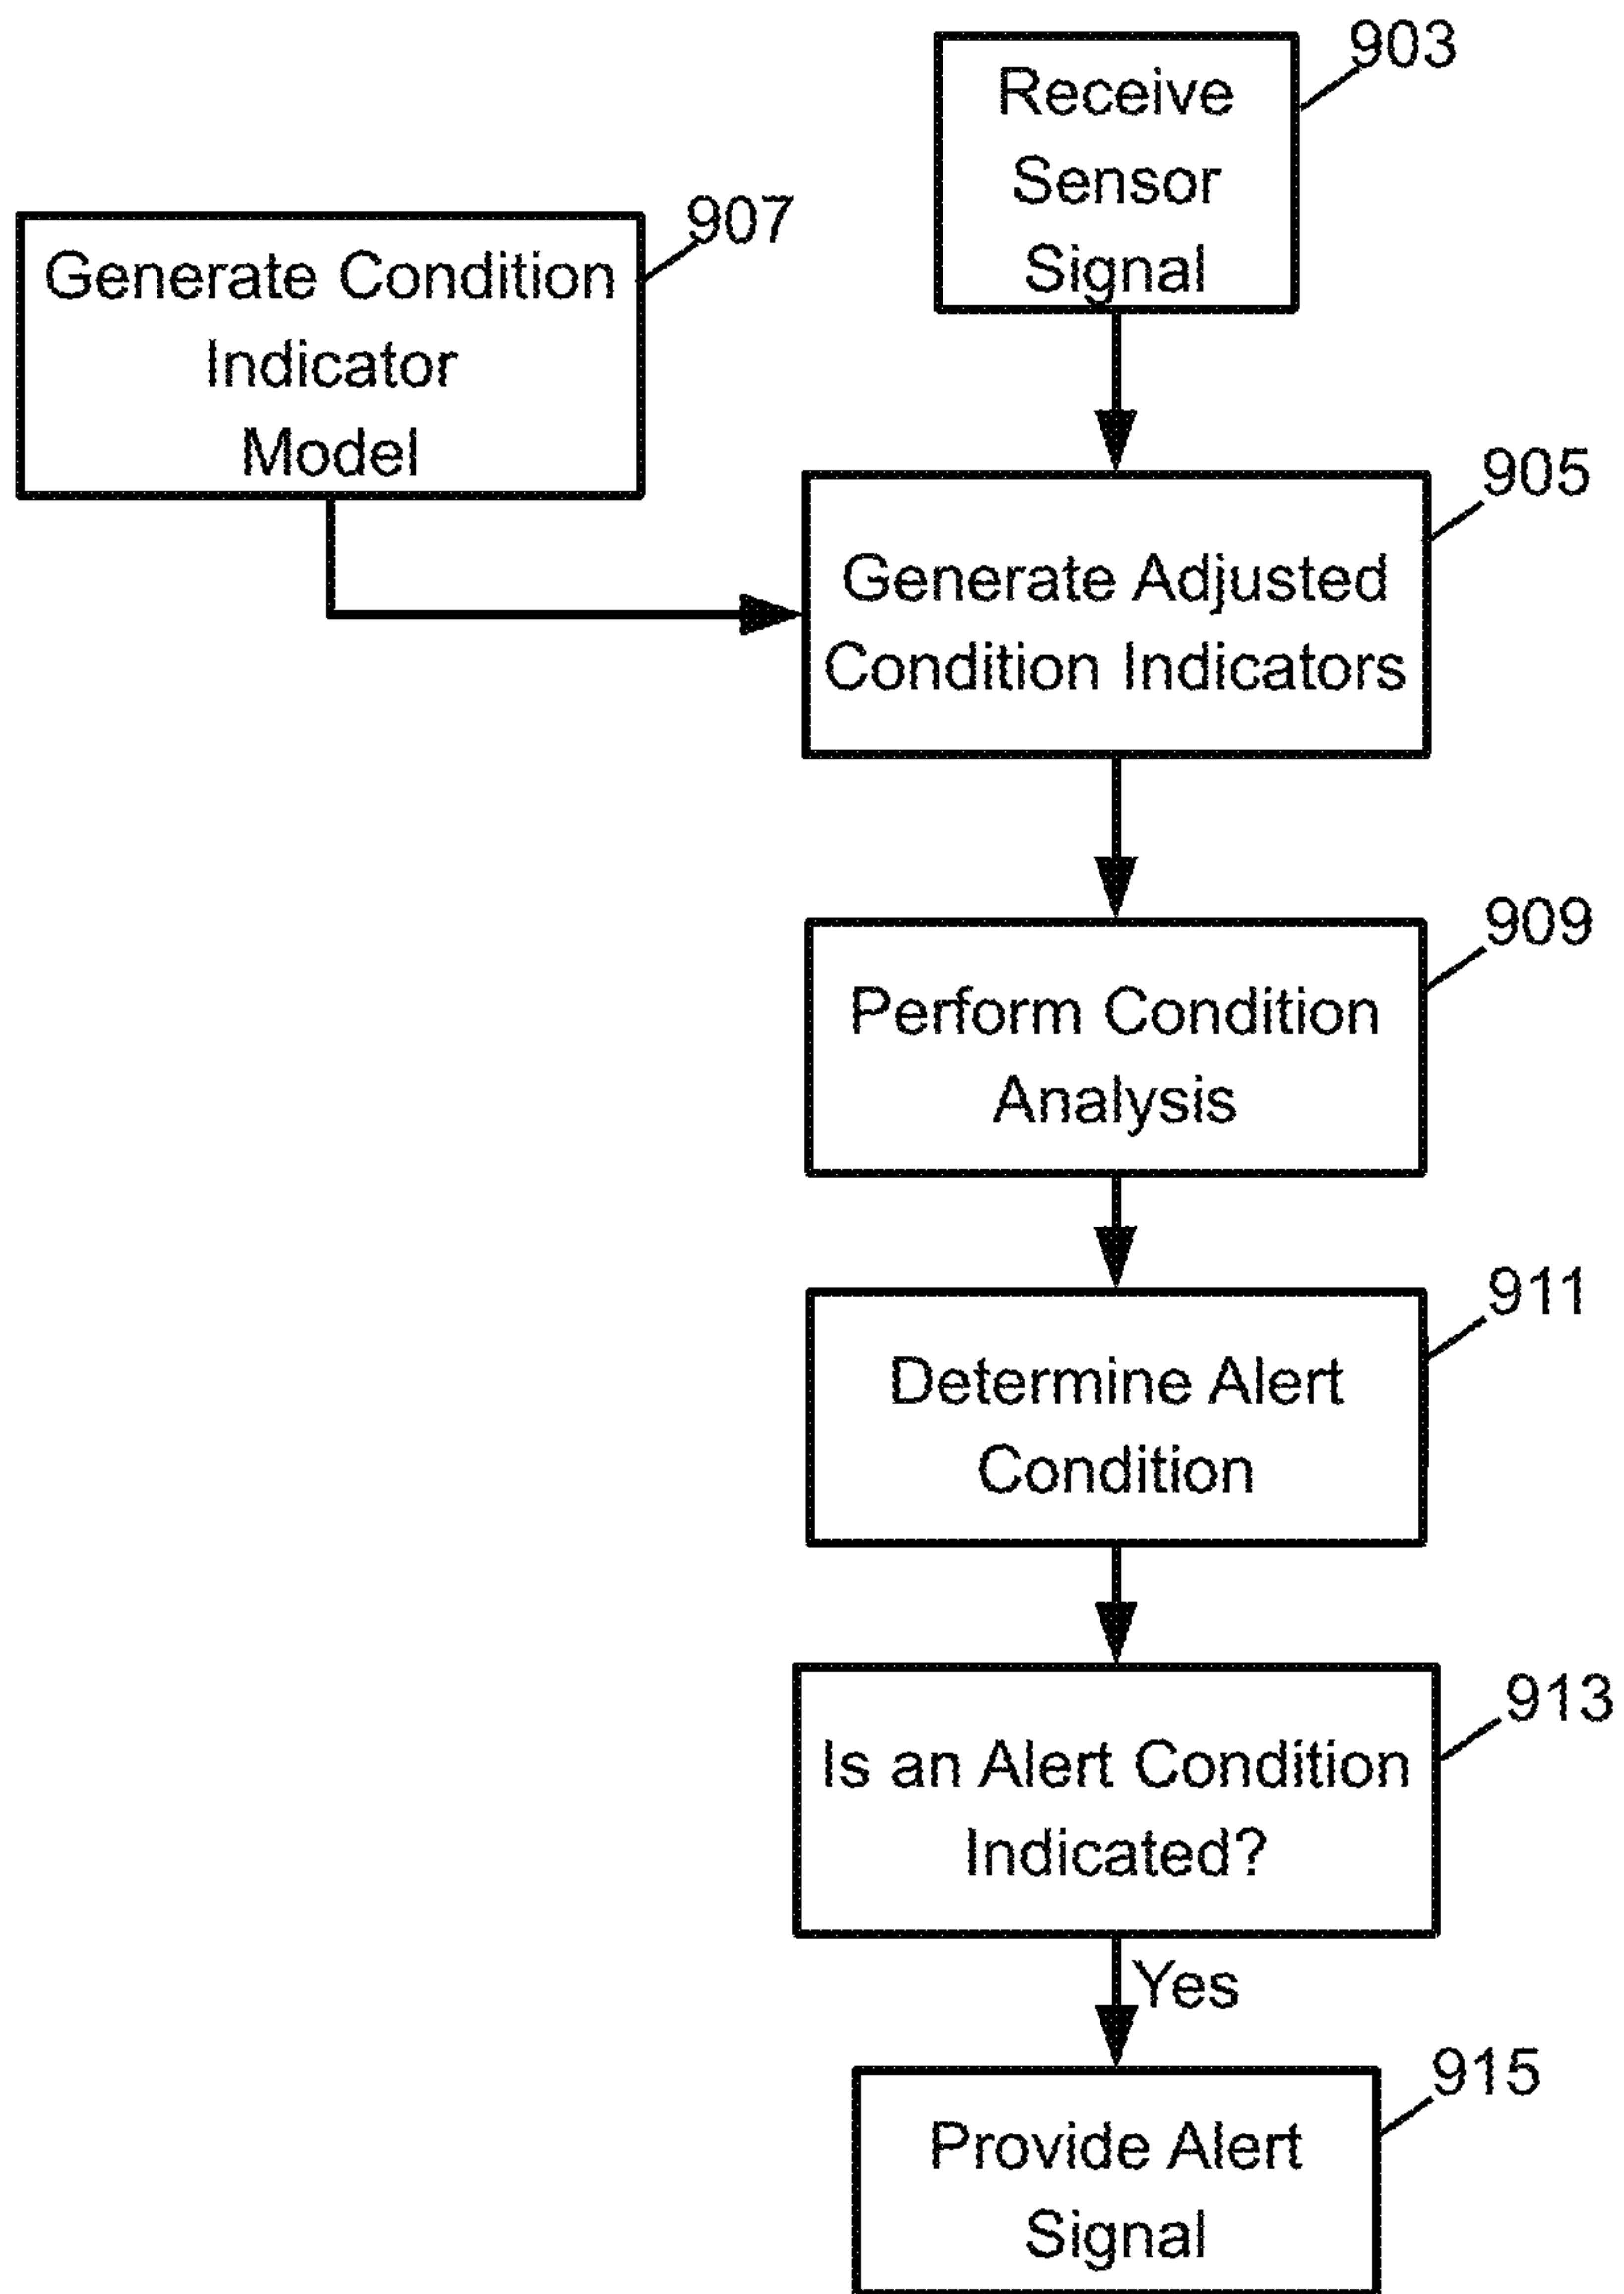 903
Receive
Sensor
Signal
907
Generate Condition
Indicator
Model
905
Generate Adjusted
Condition Indicators
909
Perform Condition
Analysis
911
Determine Alert
Condition
913
Is an Alert Condition
Indicated?
Yes
915
Provide Alert
Signal